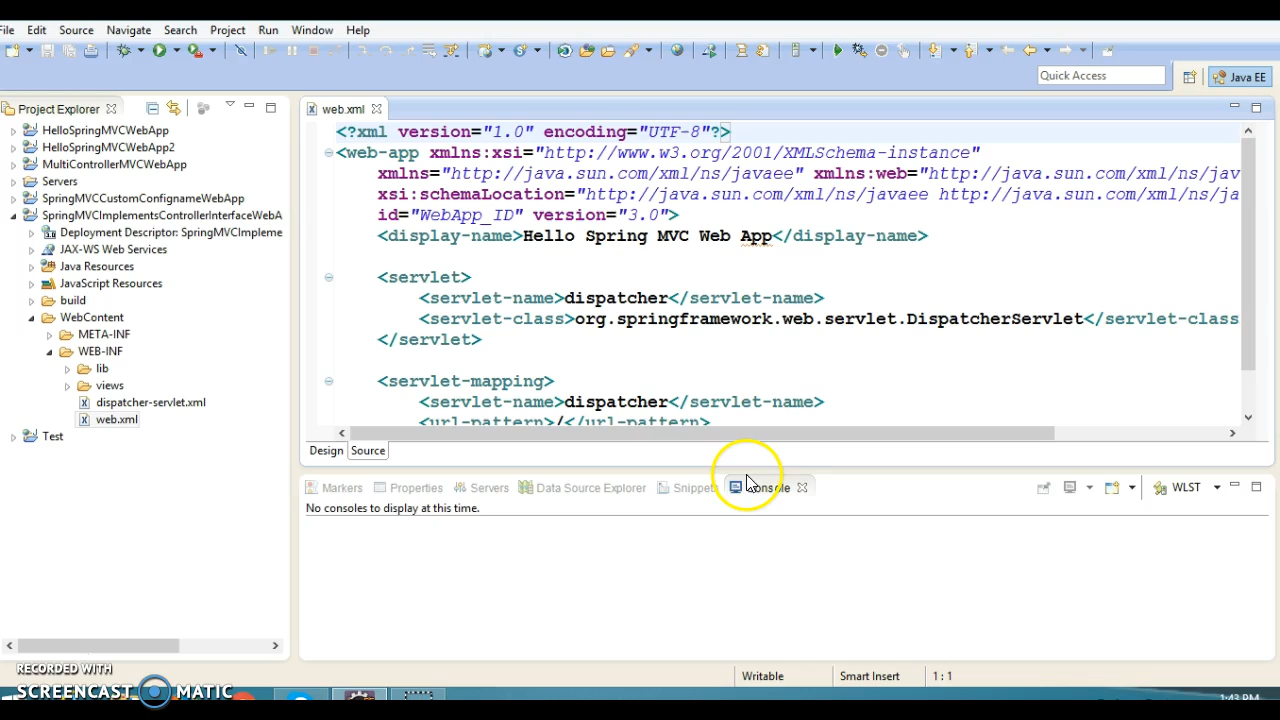 File Edit Source Navigate Search Project Run Window Help
Quick Access
Java EE
Project Explorer
HelloSpringMVCWebApp
HelloSpringMVCWebApp2
MultiControllerMVCWebApp
Servers
SpringMVCCustomConfignameWebApp
SpringMVCImplementsControllerInterfaceWebA
Deployment Descriptor: SpringMVCImpleme
JAX-WS Web Services
Java Resources
JavaScript Resources
build
WebContent
META-INF
WEB-INF
lib
views
dispatcher-servlet.xml
web.xml
Test
web.xml
<?xml version="1.0" encoding="UTF-8"?>
<web-app xmlns:xsi="http://www.w3.org/2001/XMLSchema-instance"
xmlns="http://java.sun.com/xml/ns/javaee" xmlns:web="http://java.sun.com/xml/ns/jav
xsi:schemaLocation="http://java.sun.com/xml/ns/javaee http://java.sun.com/xml/ns/ja
id="WebApp_ID" version="3.0">
<display-name>Hello Spring MVC Web App</display-name>
<servlet>
<servlet-name>dispatcher</servlet-name>
<servlet-class>org.springframework.web.servlet.DispatcherServlet</servlet-class
</servlet>
<servlet-mapping>
<servlet-name>dispatcher</servlet-name>
<url-pattern>/</url-pattern>
Design Source
Markers Properties Servers Data Source Explorer Snippets Console
WLST
No consoles to display at this time.
Writable Smart Insert 1 : 1
RECORDED WITH
SCREENCAST MATIC
1:43 PM